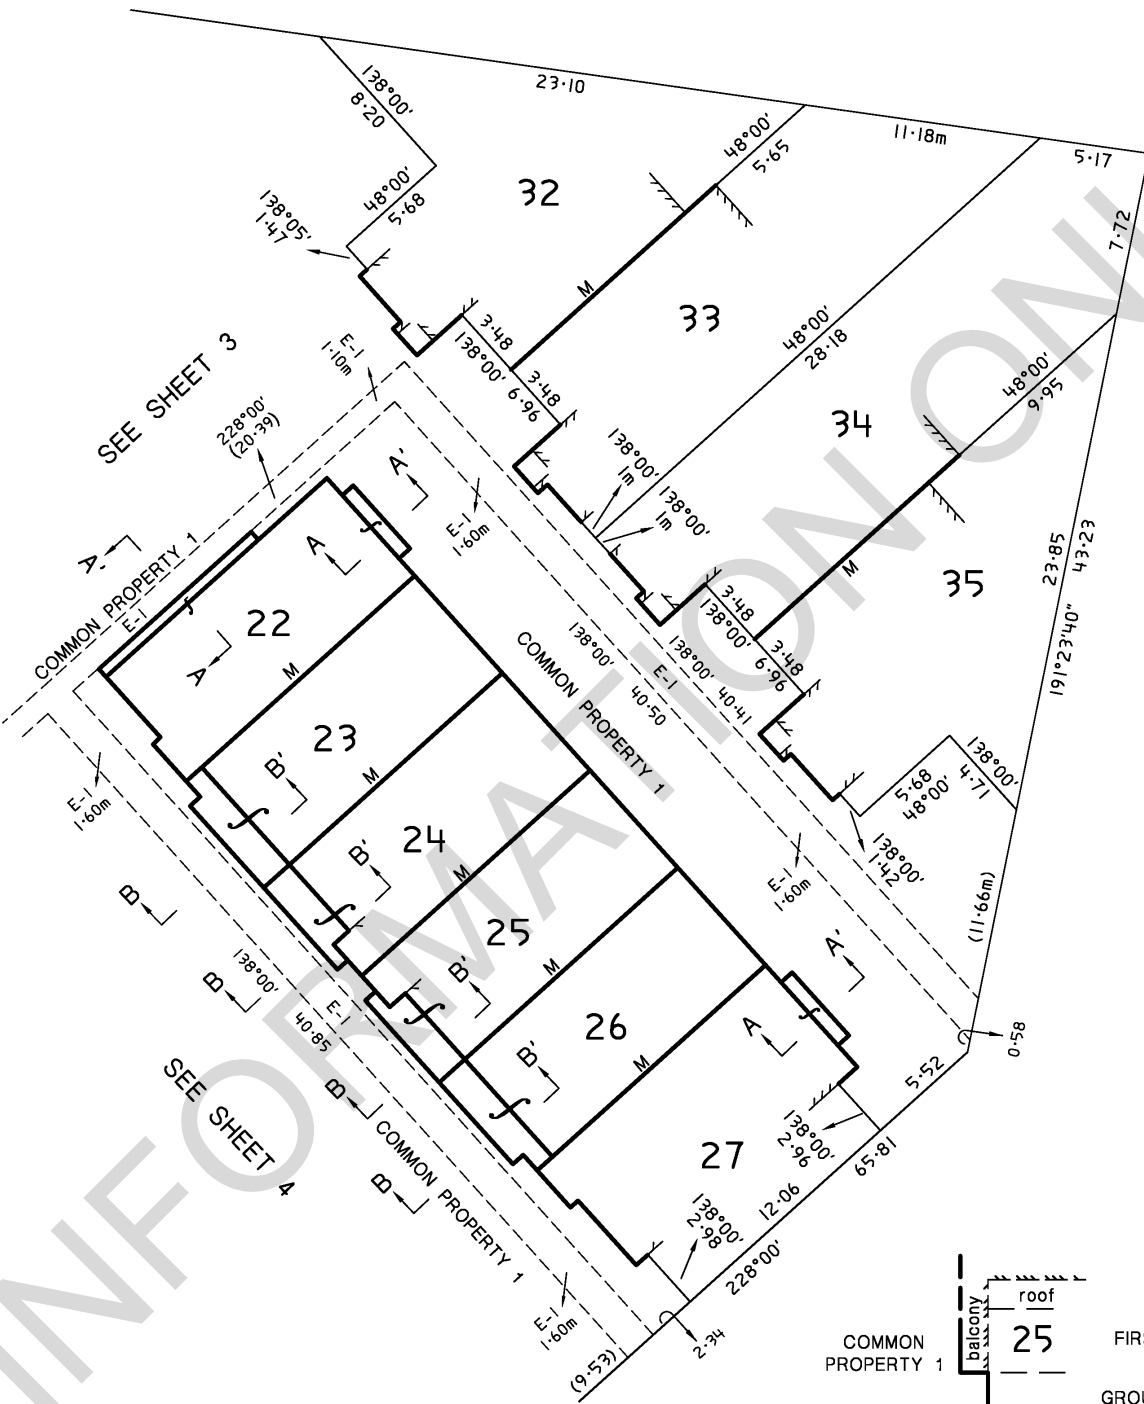 138°00'
8·20
23·10
48°00'
5·65
11·18m
5·17
7·72
32
48°00'
5·68
138°05'
1·47
M
33
48°00'
28·18
3·48
138°00' 6·96
3·48
E-1
1·10m
SEE SHEET 3
228°00'
(20·39)
34
48°00'
9·95
138°00'
1m
138°00'
1m
A'
E-1
1·60m
A
A'
COMMON PROPERTY 1
E-1
22
A
M
M
35
23·85
43·23
191°23'40"
3·48
138°00' 6·96
3·48
138°00'
40·50
E-1
138°00' 40·41
COMMON PROPERTY 1
23
B'
M
E-1
1·60m
24
B'
M
5·68
48°00'
138°00'
4·71
138°00'
1·42
(11·66m)
E-1
1·60m
B
25
B'
M
A'
B
138°00'
40·85
E-1
26
B'
M
A
0·58
5·52
SEE SHEET 4
B
COMMON PROPERTY 1
B
27
138°00'
2·96
65·81
12·06
138°00'
2·98
228°00'
E-1
1·60m
2·34
(9·53)
roof
balcony
25
COMMON
PROPERTY 1
FIRS
GROU
INFORMATION ONL